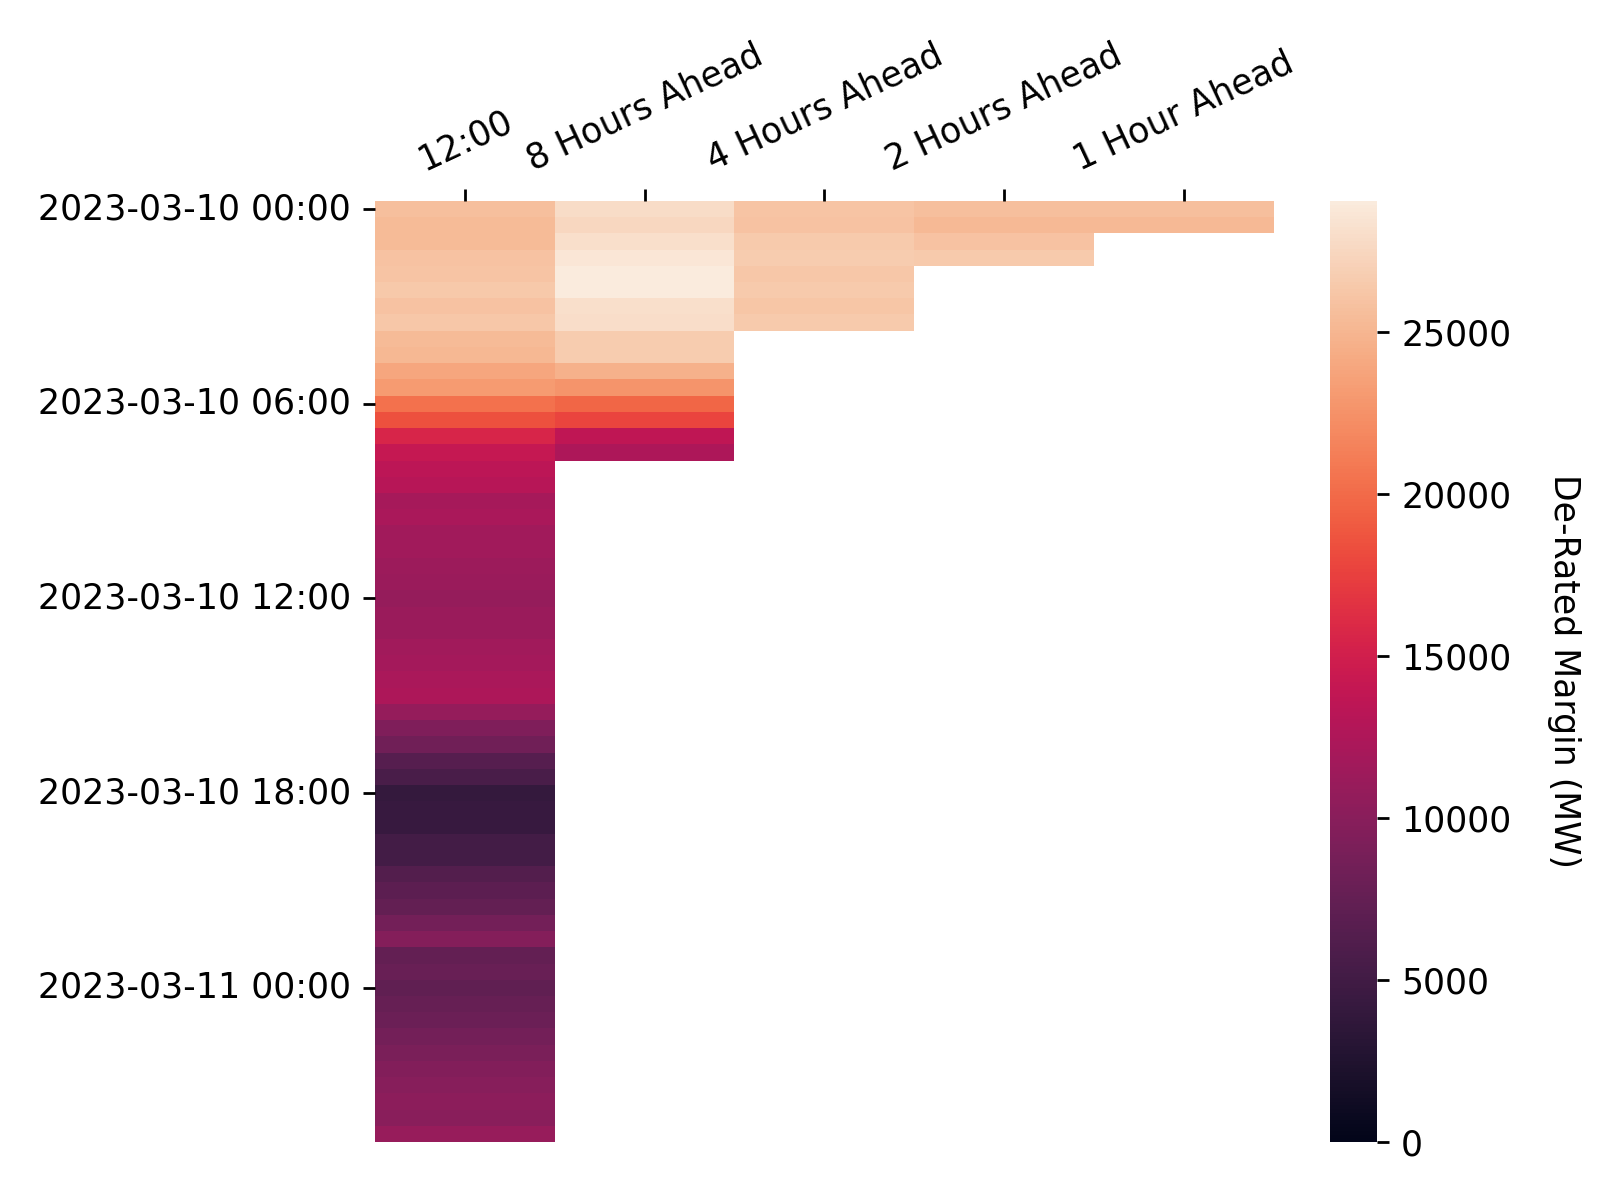 12:00
8 Hours Ahead
4 Hours Ahead
2 Hours Ahead
1 Hour Ahead
2023-03-10 00:00
2023-03-10 06:00
2023-03-10 12:00
2023-03-10 18:00
2023-03-11 00:00
25000
20000
15000
10000
5000
0
De-Rated Margin (MW)